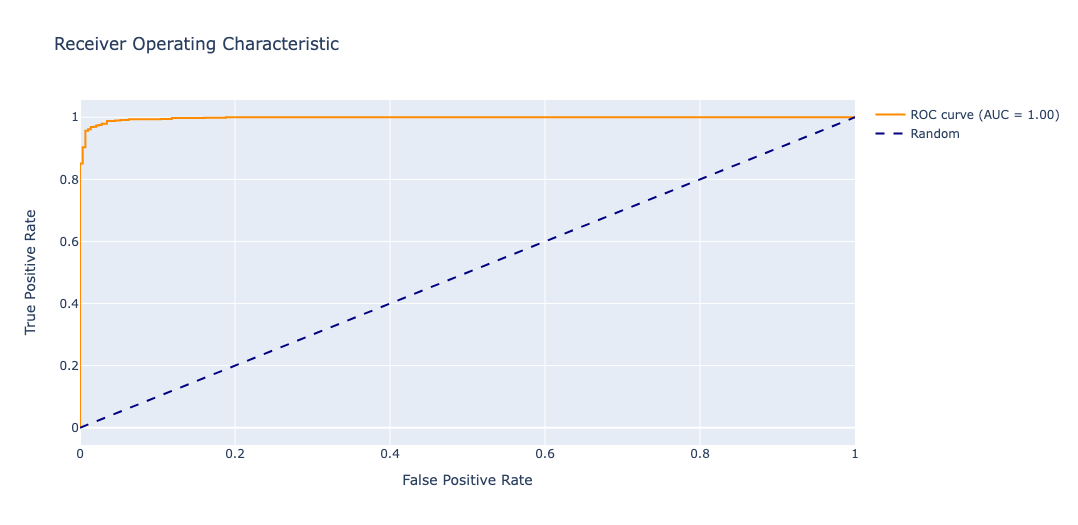 Receiver Operating Characteristic
ROC curve (AUC = 1.00)
Random
True Positive Rate
1
0.8
0.6
0.4
0.2
0
0 0.2 0.4 0.6 0.8 1
False Positive Rate